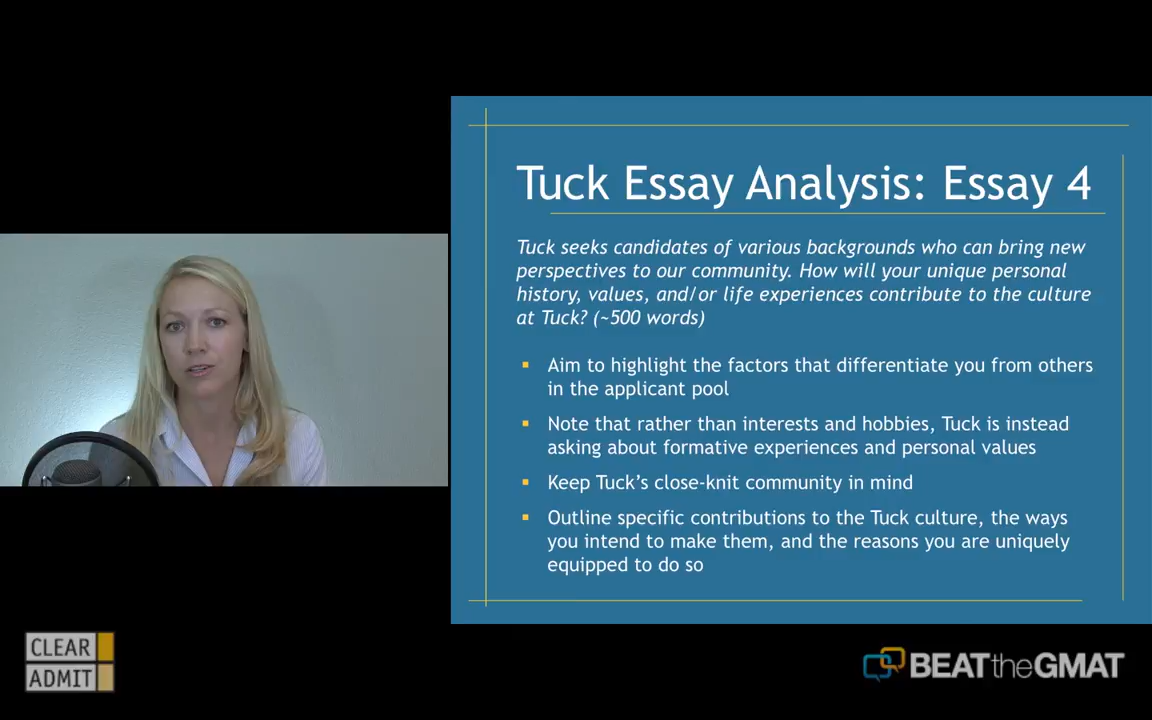 Tuck Essay Analysis: Essay 4
Tuck seeks candidates of various backgrounds who can bring new
perspectives to our community. How will your unique personal
history, values, and/or life experiences contribute to the culture
at Tuck? (~500 words)
▪ Aim to highlight the factors that differentiate you from others
in the applicant pool
▪ Note that rather than interests and hobbies, Tuck is instead
asking about formative experiences and personal values
▪ Keep Tuck's close-knit community in mind
▪ Outline specific contributions to the Tuck culture, the ways
you intend to make them, and the reasons you are uniquely
equipped to do so
CLEAR
ADMIT
BEATtheGMAT